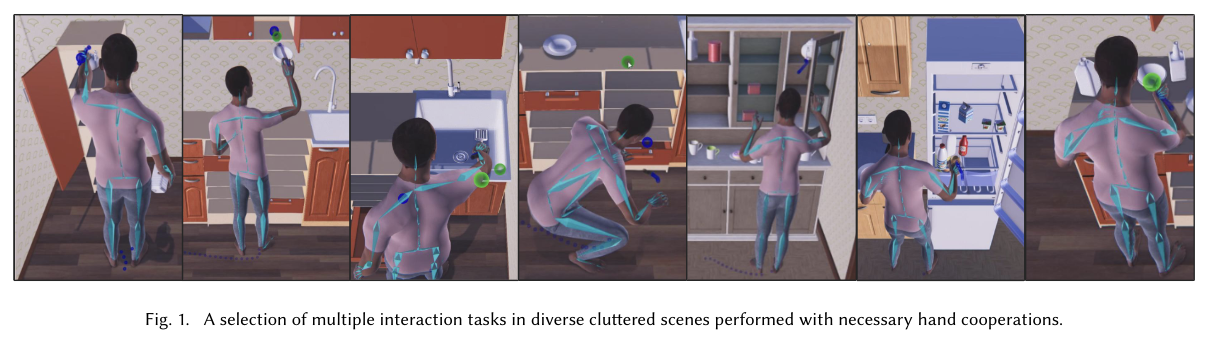 Fig. 1. A selection of multiple interaction tasks in diverse cluttered scenes performed with necessary hand cooperations.